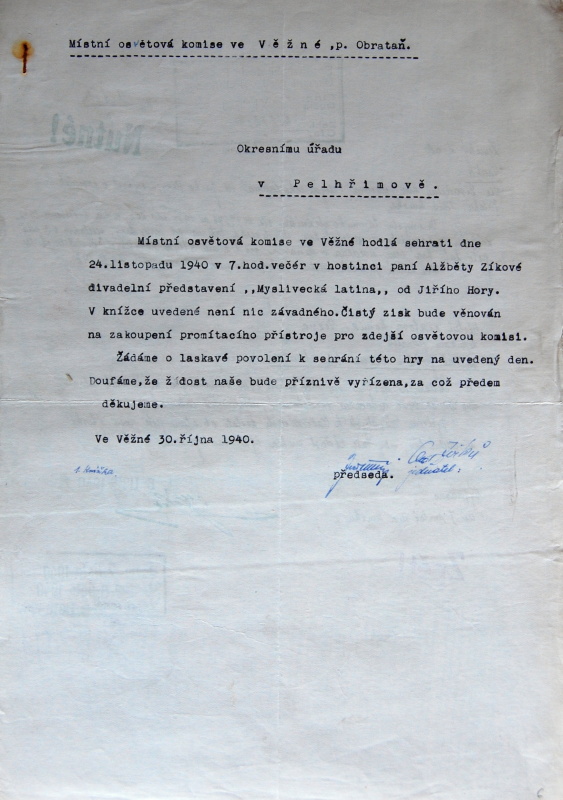 Místní osvětová komise ve V ě ž n é ,p. Obrataň.
Nutné!
Okresnímu úřadu
v P e l h ř i m o v ě .
Místní osvětová komise ve Věžné hodlá sehrati dne
24.listopadu 1940 v 7.hod.večér v hostinci paní Alžběty Zíkové
divadelní představení ,,Myslivecká latina,, od Jiřího Hory.
V knížce uvedené není nic závadného.Čistý zisk bude věnován
na zakoupení promítacího přístroje pro zdejší osvětovou komisi.
Žádáme o laskavé povolení k sehrání této hry na uvedený den.
Doufáme,že žádost naše bude příznivě vyřízena,za což předem
děkujeme.
Ve Věžné 30.října 1940.
předseda.